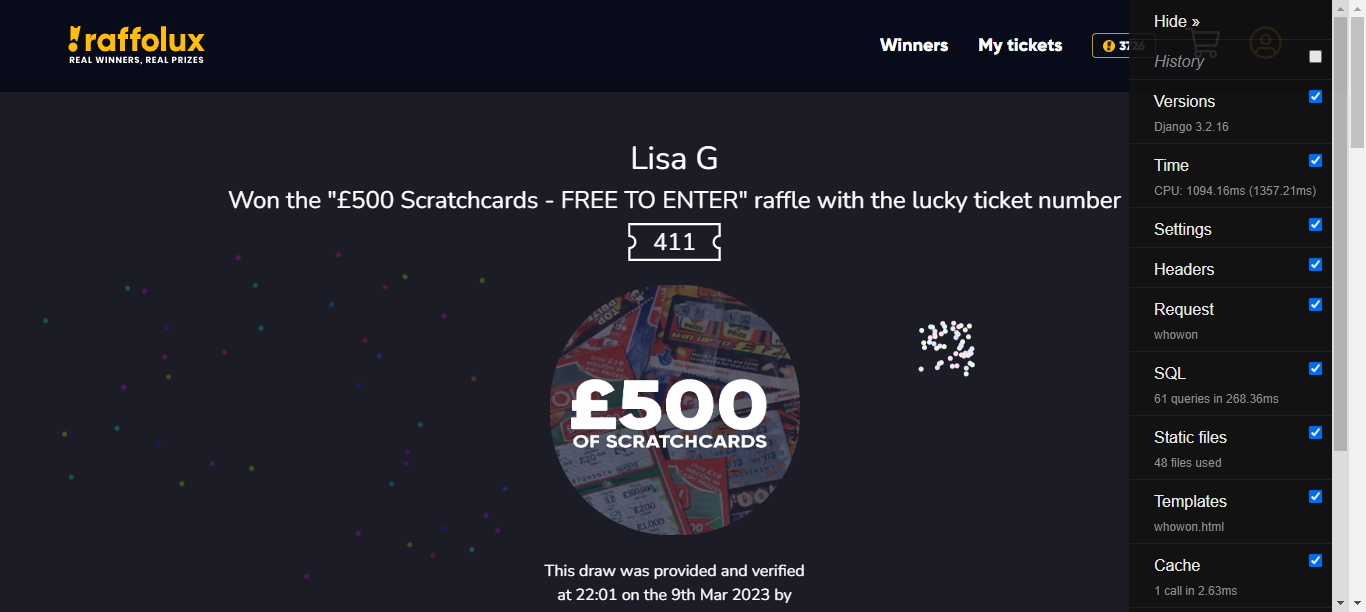 raffolux
REAL WINNERS, REAL PRIZES
Winners
My tickets
3726
Lisa G
Won the "£500 Scratchcards - FREE TO ENTER" raffle with the lucky ticket number
411
£500
OF SCRATCHCARDS
This draw was provided and verified
at 22:01 on the 9th Mar 2023 by
Hide »
History
Versions
Django 3.2.16
Time
CPU: 1094.16ms (1357.21ms)
Settings
Headers
Request
whowon
SQL
61 queries in 268.36ms
Static files
48 files used
Templates
whowon.html
Cache
1 call in 2.63ms